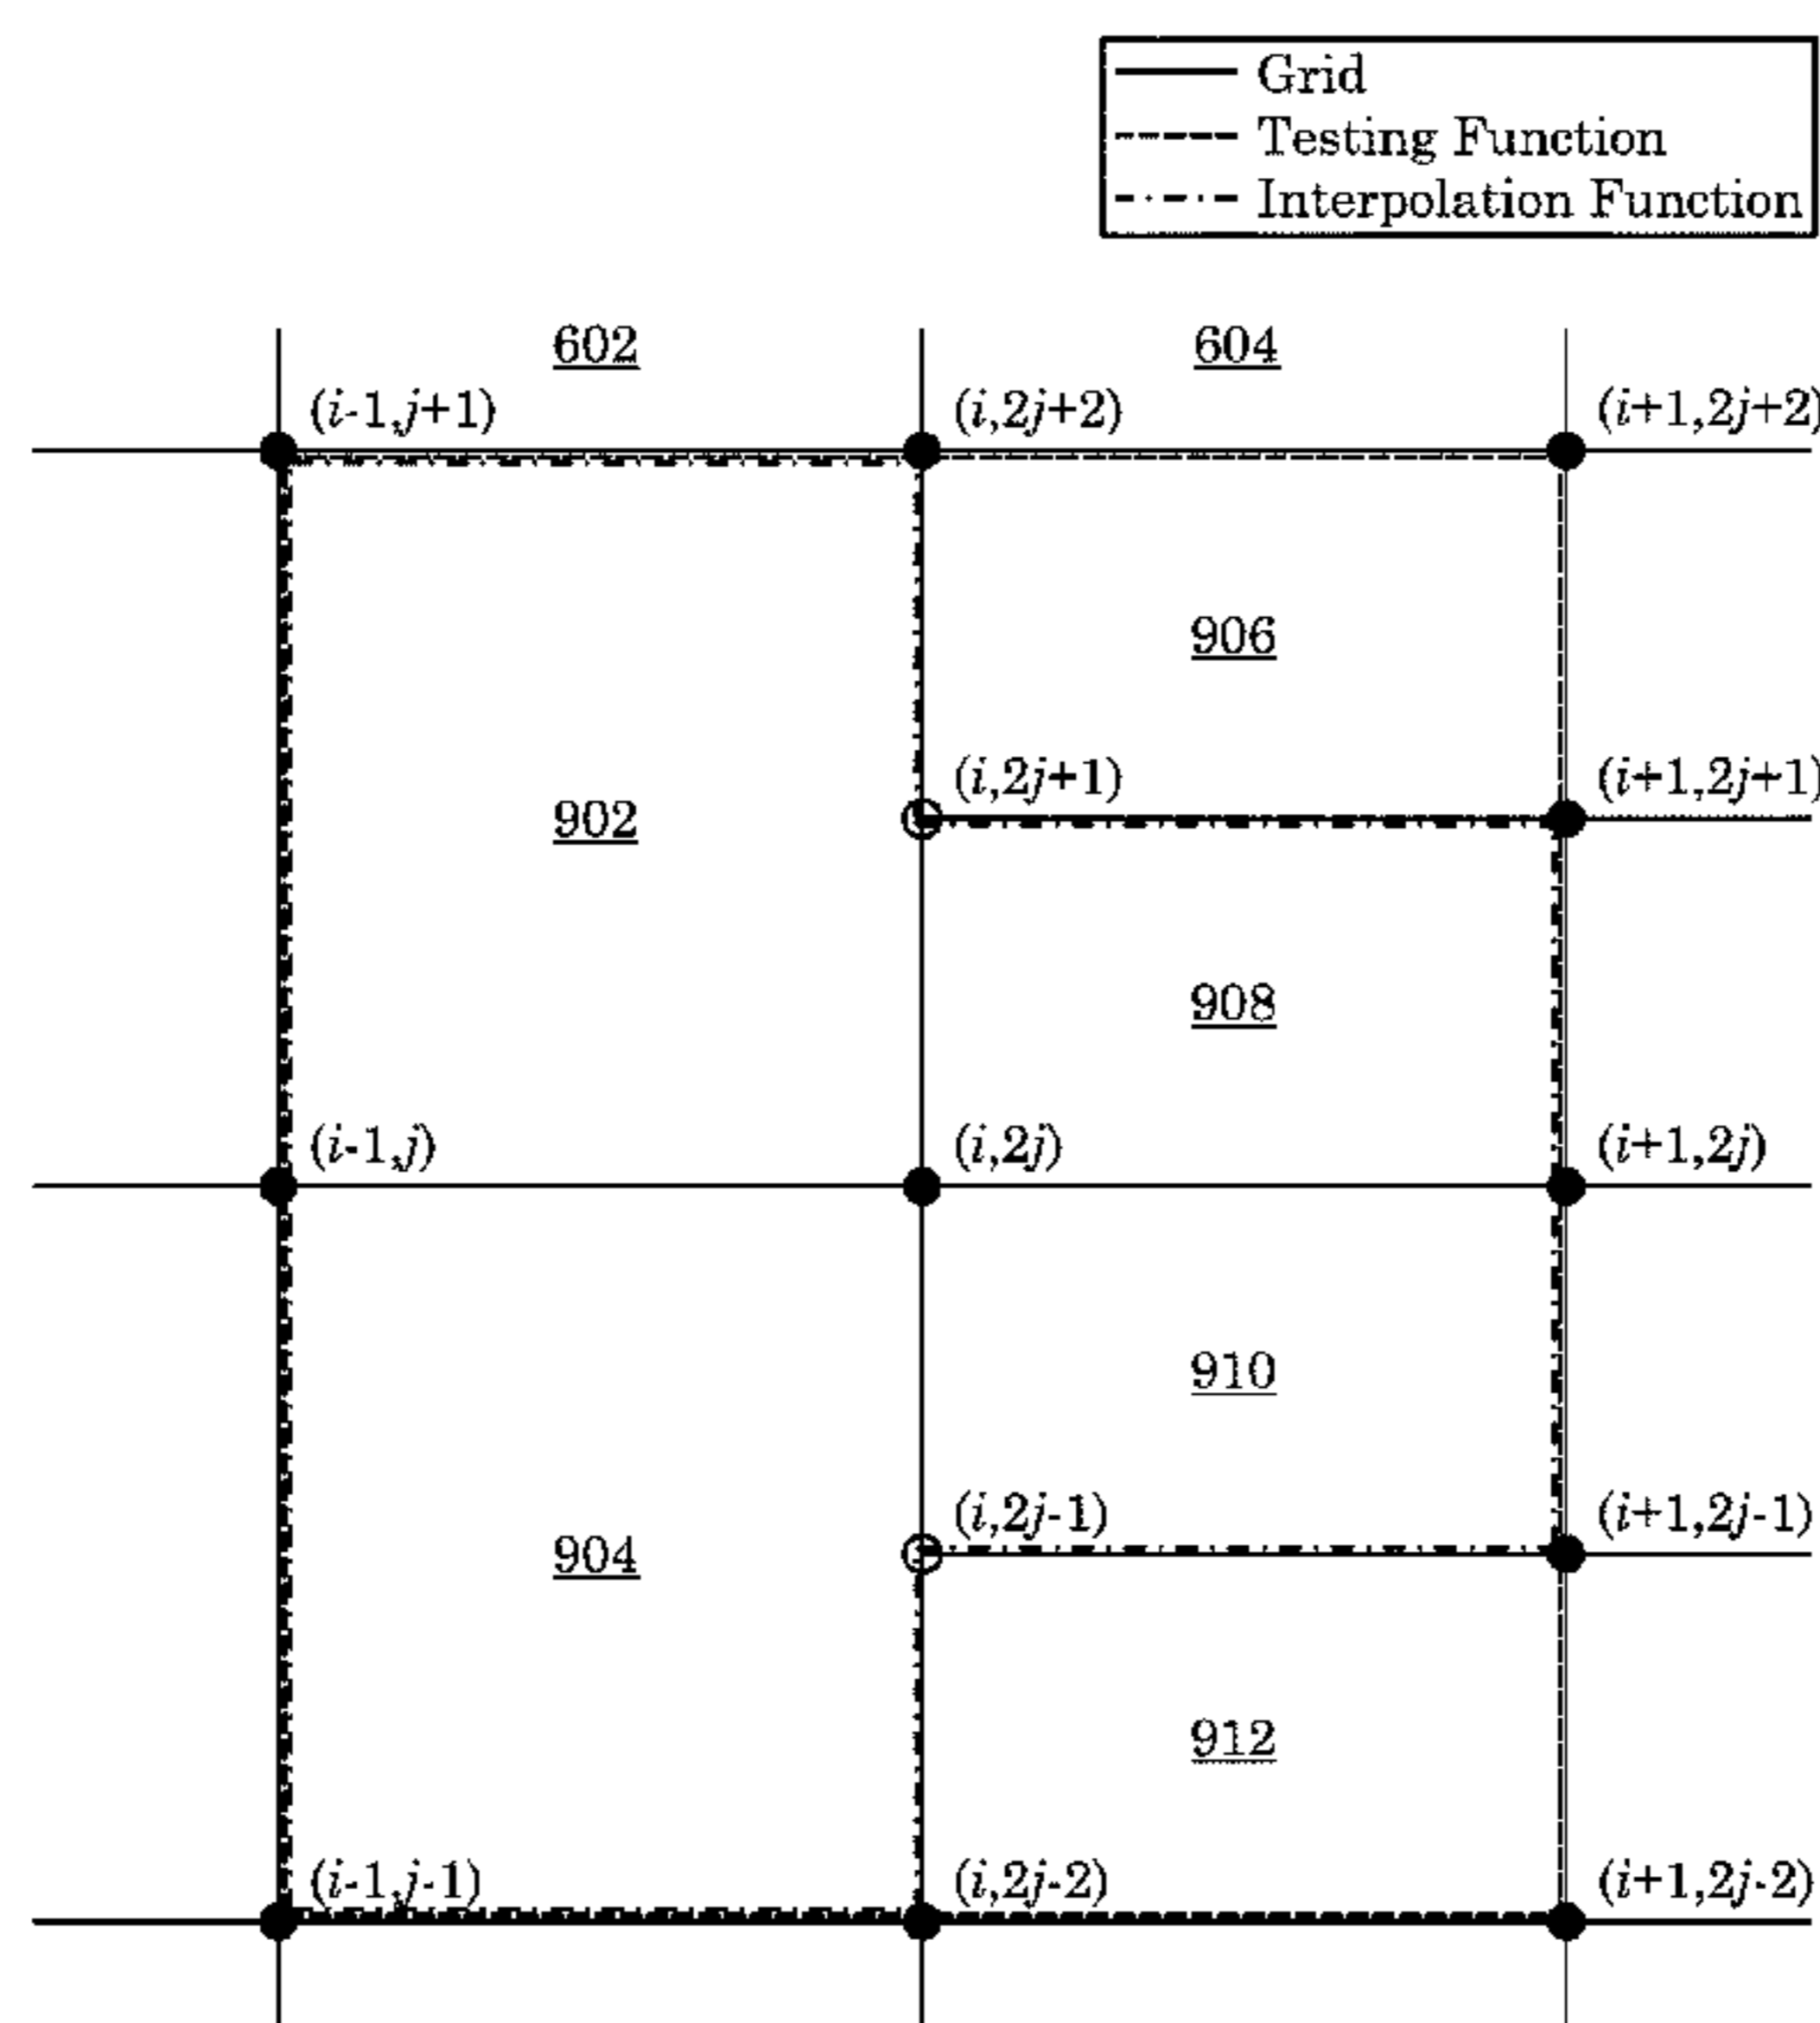 Grid
Testing Function
Interpolation Function
602 604
(i-1,j+1) (i,2j+2) (i+1,2j+2)
906
(i,2j+1) (i+1,2j+1)
902
908
(i-1,j) (i,2j) (i+1,2j)
910
(i,2j-1) (i+1,2j-1)
904
912
(i-1,j-1) (i,2j-2) (i+1,2j-2)